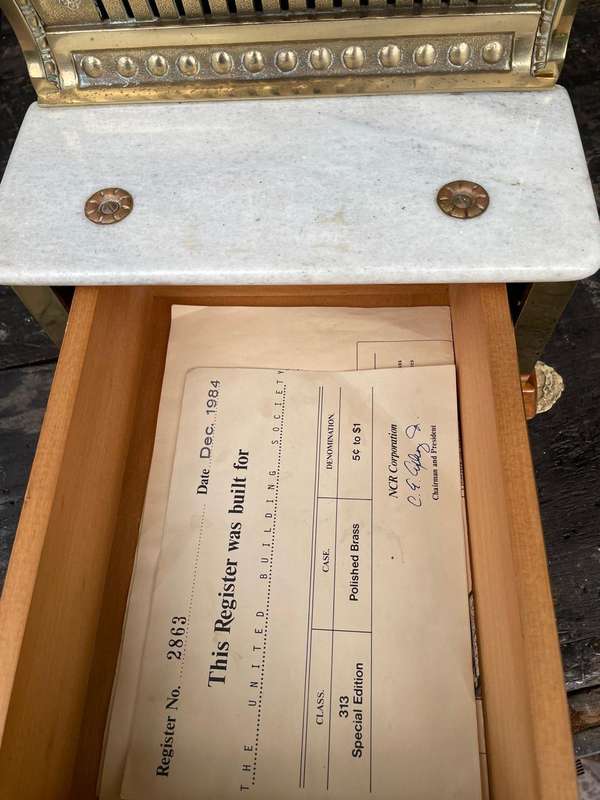 Register No. 2863 Date Dec. 1984
This Register was built for
THE UNITED BUILDING SOCIETY
CLASS. CASE. DENOMINATION
313 Special Edition Polished Brass 5¢ to $1
NCR Corporation
Chairman and President